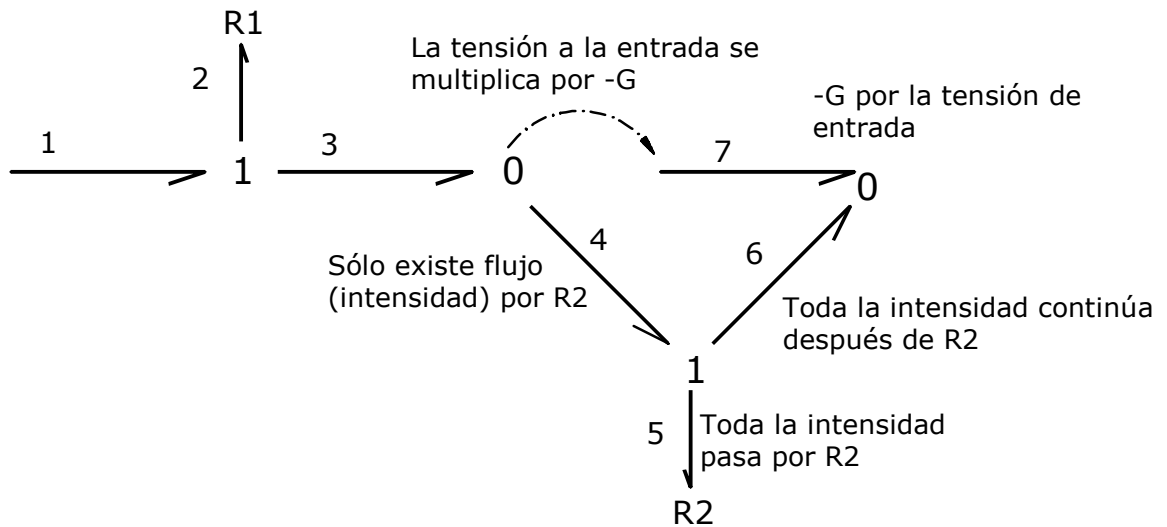 R1
2
La tensión a la entrada se
multiplica por -G
-G por la tensión de
entrada
1
1
3
0
7
0
4
6
Sólo existe flujo
(intensidad) por R2
Toda la intensidad continúa
después de R2
1
5
Toda la intensidad
pasa por R2
R2